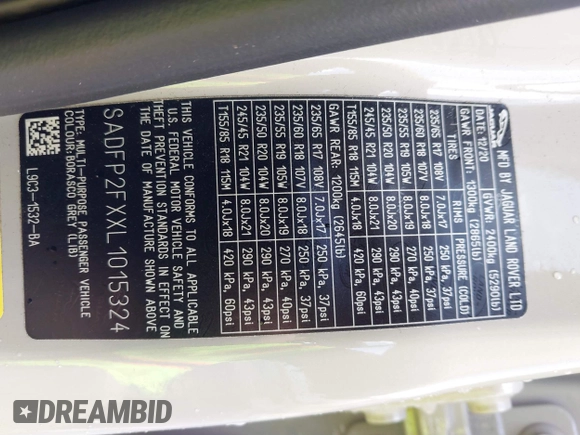 JAGUAR
MFG BY JAGUAR LAND ROVER LTD
DATE: 12/20 GVWR: 2400kg (5290lb)
GAWR FRONT: 1300kg (2865lb)
TIRES RIMS PRESSURE (COLD)
235/65 R17 108V 7.0Jx17 250 kPa, 37psi
235/60 R18 107V 8.0Jx18 250 kPa, 37psi
235/55 R19 105W 8.0Jx19 270 kPa, 40psi
235/50 R20 104W 8.0Jx20 290 kPa, 43psi
245/45 R21 104W 8.0Jx21 290 kPa, 43psi
T155/85 R18 115M 4.0Jx18 420 kPa, 60psi
GAWR REAR: 1200kg (2645lb)
235/65 R17 108V 7.0Jx17 250 kPa, 37psi
235/60 R18 107V 8.0Jx18 250 kPa, 37psi
235/55 R19 105W 8.0Jx19 270 kPa, 40psi
235/50 R20 104W 8.0Jx20 290 kPa, 43psi
245/45 R21 104W 8.0Jx21 290 kPa, 43psi
T155/85 R18 115M 4.0Jx18 420 kPa, 60psi
THIS VEHICLE CONFORMS TO ALL APPLICABLE
U.S. FEDERAL MOTOR VEHICLE SAFETY AND
THEFT PREVENTION STANDARDS IN EFFECT ON
THE DATE OF MANUFACTURE SHOWN ABOVE
SADFP2FXXL1015324
TYPE: MULTI-PURPOSE PASSENGER VEHICLE
COLOUR:BORASCO GREY (LJE)
L9C3-1532-BA
DREAMBID